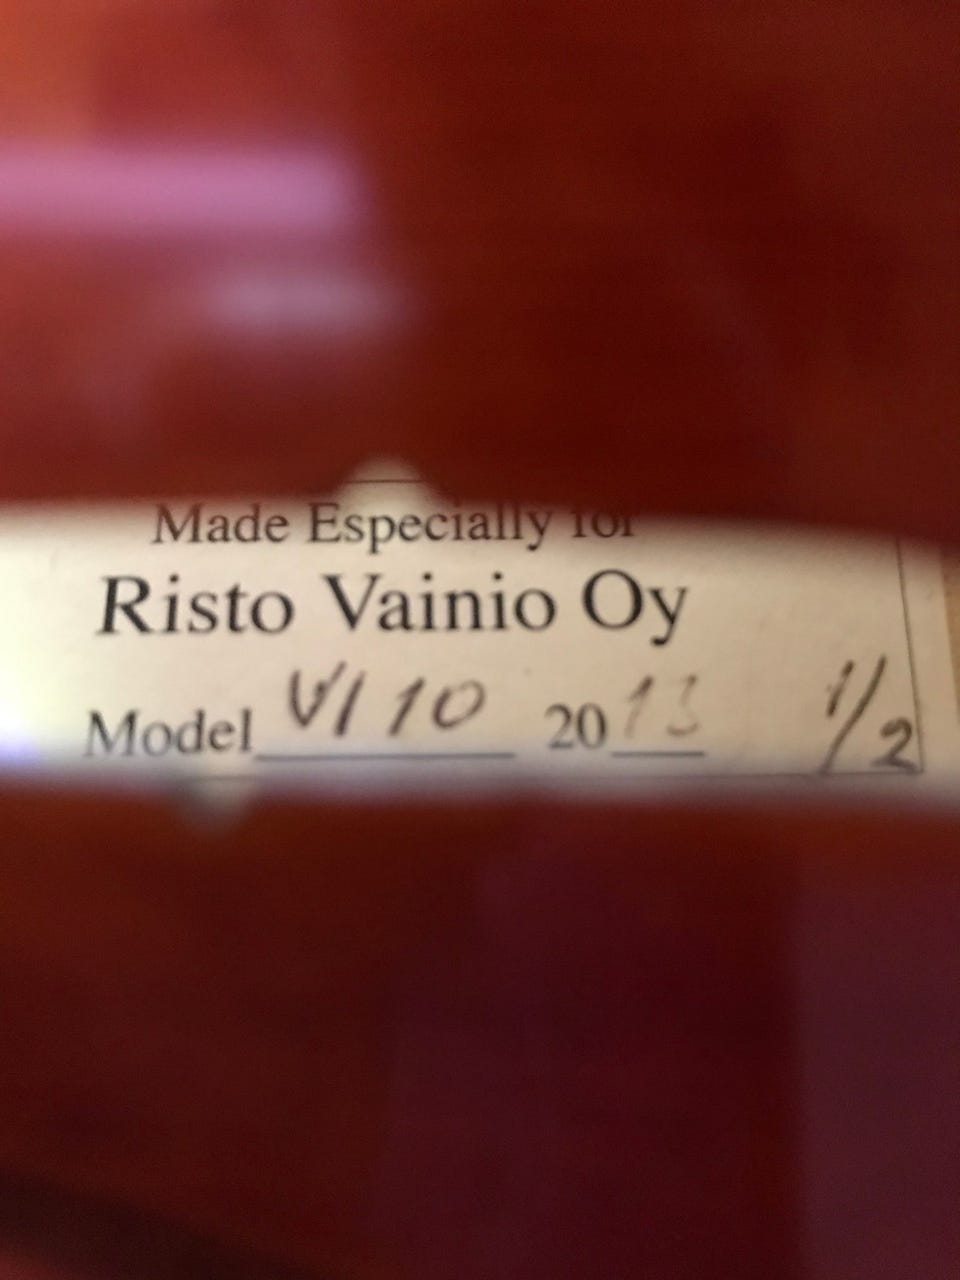 Made Especially for
Risto Vainio Oy
Model VI 10 2013 1/2